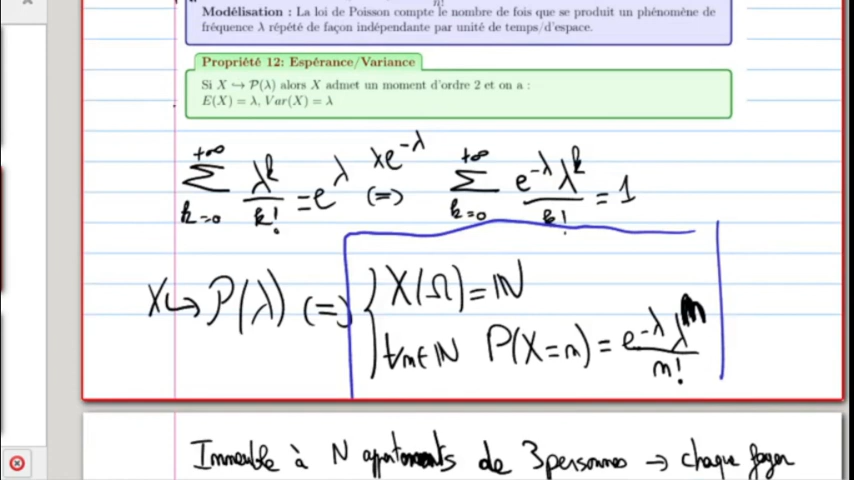 n!
Modélisation : La loi de Poisson compte le nombre de fois que se produit un phénomène de
fréquence λ répété de façon indépendante par unité de temps/d'espace.
Propriété 12: Espérance/Variance
Si X ↪ P(λ) alors X admet un moment d'ordre 2 et on a :
E(X) = λ, Var(X) = λ
∑_{k=0}^{+∞} λ^k/k! = e^λ (=) ×e^{-λ} ∑_{k=0}^{+∞} e^{-λ}λ^k/k! = 1
X ↪ P(λ) (=) { X(Ω) = ℕ
∀n∈ℕ P(X=n) = e^{-λ}λ^n/n!
Immeuble à N appartements de 3 personnes → chaque foyer